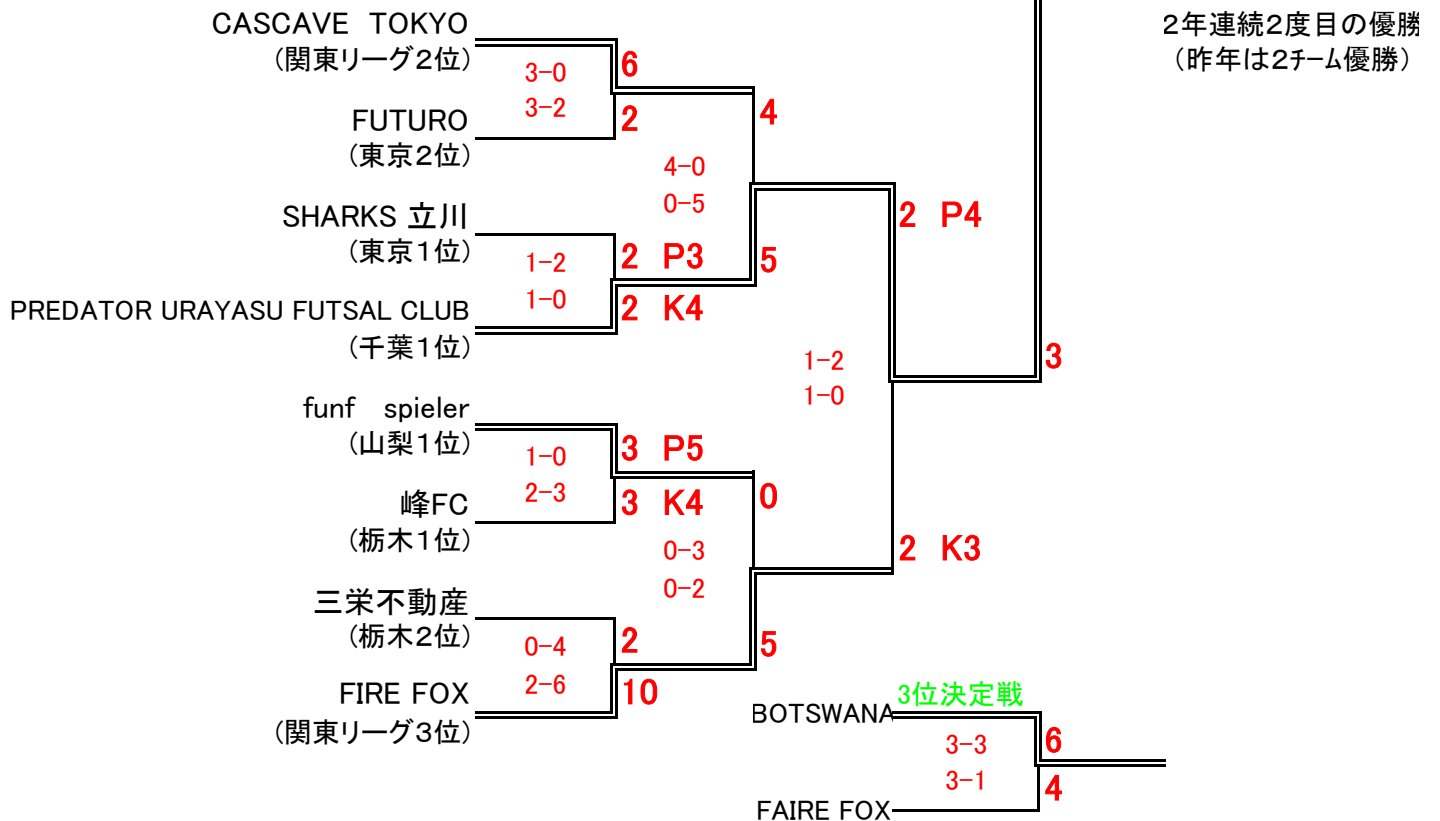 CASCAVE　TOKYO
(関東リーグ2位)
FUTURO
(東京2位)
SHARKS 立川
(東京1位)
PREDATOR URAYASU FUTSAL CLUB
(千葉1位)
funf　spieler
(山梨1位)
峰FC
(栃木1位)
三栄不動産
(栃木2位)
FIRE FOX
(関東リーグ3位)
3-0
3-2
1-2
1-0
1-0
2-3
0-4
2-6
6
2
2　P3
2　K4
3　P5
3　K4
2
10
4-0
0-5
0-3
0-2
4
5
0
5
1-2
1-0
2　P4
2　K3
3
2年連続2度目の優勝
(昨年は2チーム優勝)
3位決定戦
BOTSWANA
FAIRE FOX
3-3
3-1
6
4